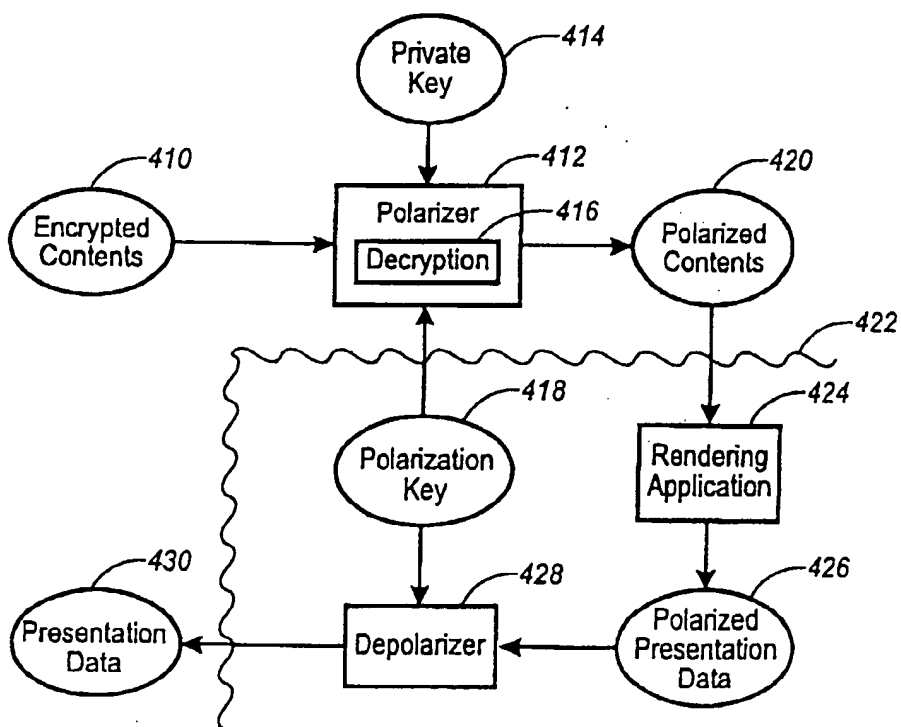 Private
Key
414
410
412
420
Encrypted
Contents
Polarizer
416
Decryption
Polarized
Contents
422
418
424
Polarization
Key
Rendering
Application
430
428
426
Presentation
Data
Depolarizer
Polarized
Presentation
Data